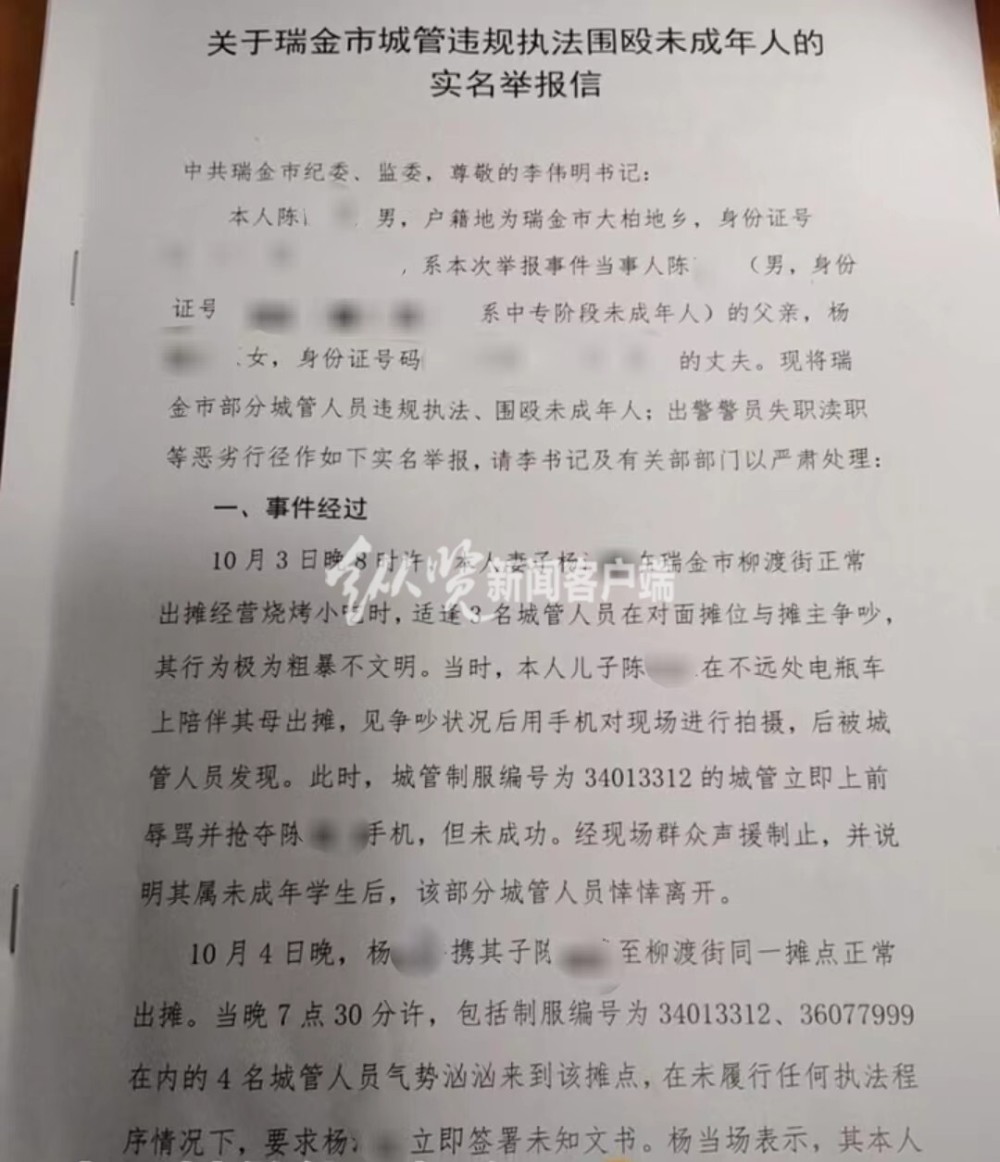 关于瑞金市城管违规执法围殴未成年人的
实名举报信
中共瑞金市纪委、监委，尊敬的李伟明书记：
本人陈 男，户籍地为瑞金市大柏地乡，身份证号
，系本次举报事件当事人陈 （男，身份
证号 系中专阶段未成年人）的父亲，杨
女，身份证号码 的丈夫。现将瑞
金市部分城管人员违规执法、围殴未成年人；出警警员失职渎职
等恶劣行径作如下实名举报，请李书记及有关部部门以严肃处理：
一、事件经过
10月3日晚8时许，本人妻子杨 在瑞金市柳渡街正常
纵览新闻客户端
出摊经营烧烤小 时，适逢3名城管人员在对面摊位与摊主争吵，
其行为极为粗暴不文明。当时，本人儿子陈 在不远处电瓶车
上陪伴其母出摊，见争吵状况后用手机对现场进行拍摄，后被城
管人员发现。此时，城管制服编号为34013312的城管立即上前
辱骂并抢夺陈 手机，但未成功。经现场群众声援制止，并说
明其属未成年学生后，该部分城管人员悻悻离开。
10月4日晚，杨 携其子陈 至柳渡街同一摊点正常
出摊。当晚7点30分许，包括制服编号为34013312、36077999
在内的4名城管人员气势汹汹来到该摊点，在未履行任何执法程
序情况下，要求杨 立即签署未知文书。杨当场表示，其本人